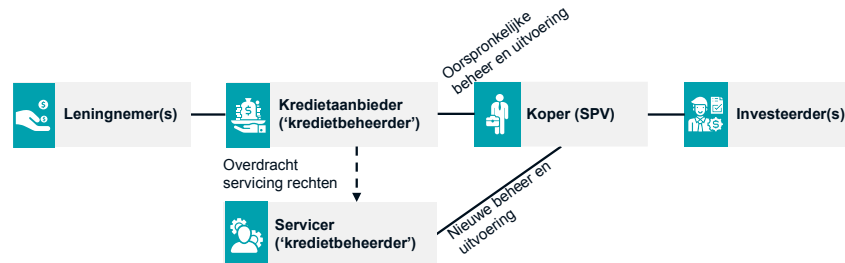 Oorspronkelijke
beheer en uitvoering
Leningnemer(s)
Kredietaanbieder
(‘kredietbeheerder’)
Koper (SPV)
Investeerder(s)
Overdracht
servicing rechten
Servicer
(‘kredietbeheerder’)
Nieuwe beheer en
uitvoering